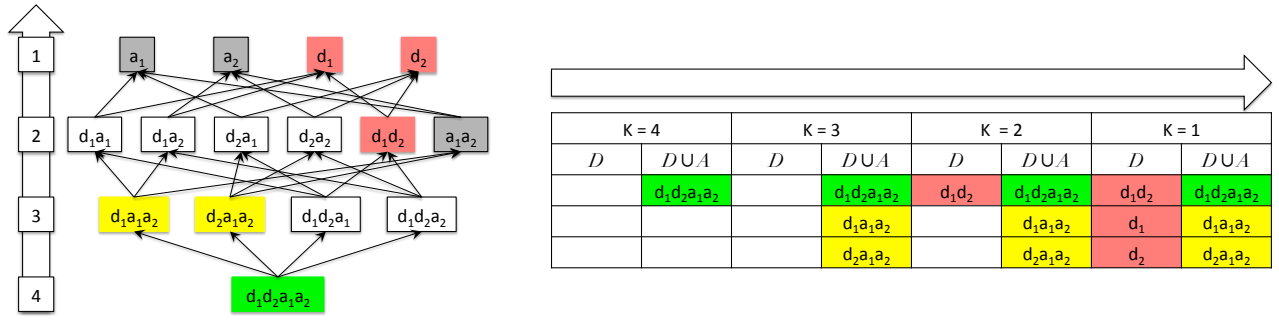 1 a₁ a₂ d₁ d₂
2 d₁a₁ d₁a₂ d₂a₁ d₂a₂ d₁d₂ a₁a₂
3 d₁a₁a₂ d₂a₁a₂ d₁d₂a₁ d₁d₂a₂
4 d₁d₂a₁a₂
K = 4 K = 3 K = 2 K = 1
D D∪A D D∪A D D∪A D D∪A
d₁d₂a₁a₂ d₁d₂a₁a₂ d₁d₂ d₁d₂a₁a₂ d₁d₂ d₁d₂a₁a₂
d₁a₁a₂ d₁a₁a₂ d₁ d₁a₁a₂
d₂a₁a₂ d₂a₁a₂ d₂ d₂a₁a₂